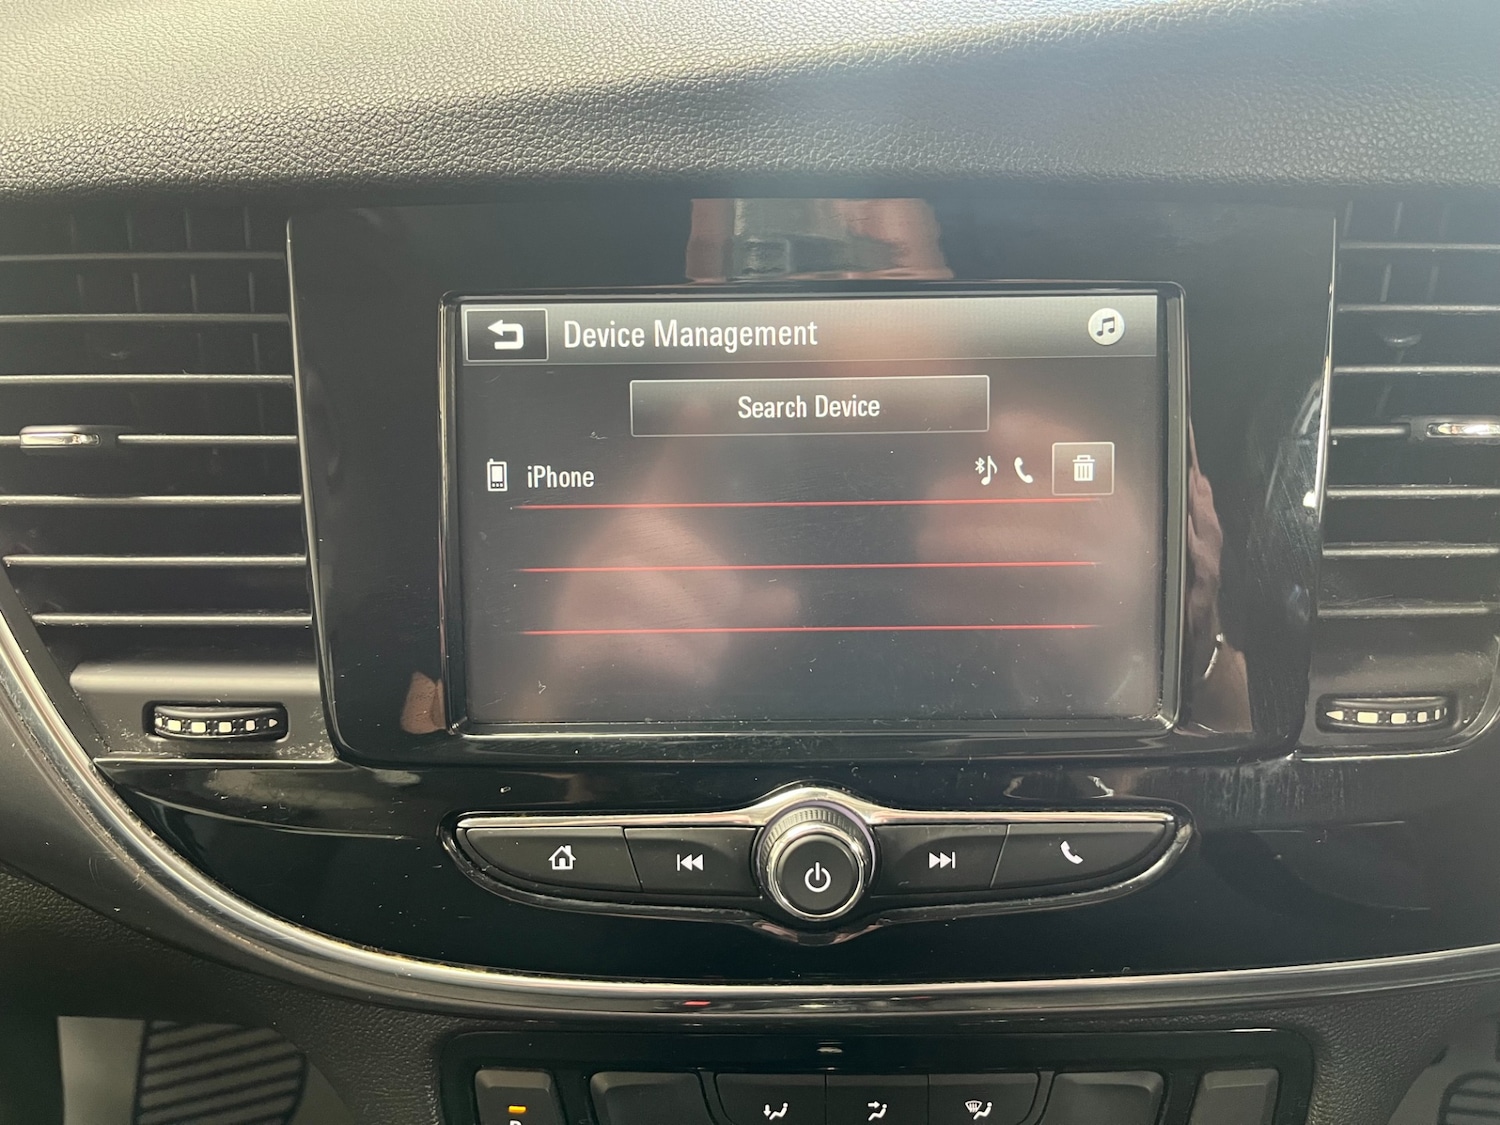 Device Management
Search Device
iPhone